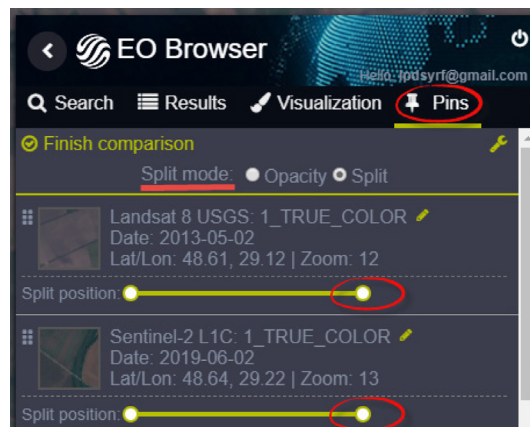 EO Browser
Hello, lpdsyrf@gmail.com
Search Results Visualization Pins
Finish comparison
Split mode: Opacity Split
Landsat 8 USGS: 1_TRUE_COLOR
Date: 2013-05-02
Lat/Lon: 48.61, 29.12 | Zoom: 12
Split position:
Sentinel-2 L1C: 1_TRUE_COLOR
Date: 2019-06-02
Lat/Lon: 48.64, 29.22 | Zoom: 13
Split position: